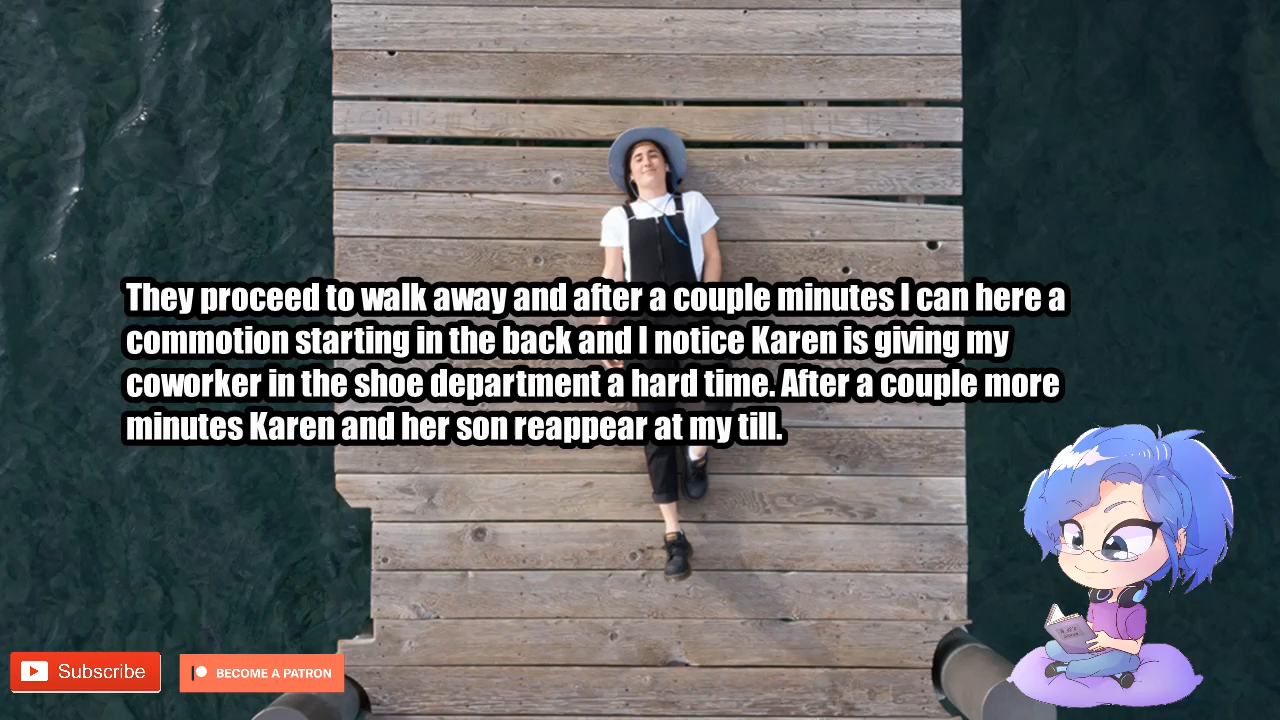 They proceed to walk away and after a couple minutes I can here a
commotion starting in the back and I notice Karen is giving my
coworker in the shoe department a hard time. After a couple more
minutes Karen and her son reappear at my till.
Subscribe
BECOME A PATRON